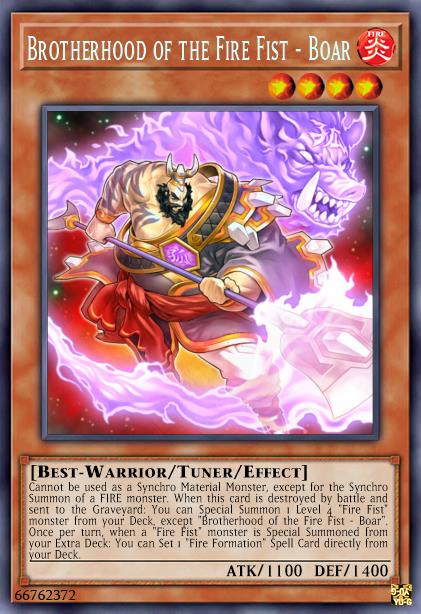 BROTHERHOOD OF THE FIRE FIST - BOAR
FIRE
炎
[BEST-WARRIOR/TUNER/EFFECT]
Cannot be used as a Synchro Material Monster, except for the Synchro
Summon of a FIRE monster. When this card is destroyed by battle and
sent to the Graveyard: You can Special Summon 1 Level 4 "Fire Fist"
monster from your Deck, except "Brotherhood of the Fire Fist - Boar".
Once per turn, when a "Fire Fist" monster is Special Summoned from
your Extra Deck: You can Set 1 "Fire Formation" Spell Card directly from
your Deck.
ATK/1100 DEF/1400
66762372